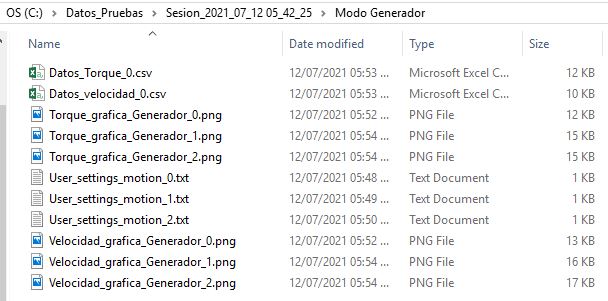 OS (C:) > Datos_Pruebas > Sesion_2021_07_12 05_42_25 > Modo Generador
Name Date modified Type Size
Datos_Torque_0.csv 12/07/2021 05:53 ... Microsoft Excel C... 12 KB
Datos_velocidad_0.csv 12/07/2021 05:53 ... Microsoft Excel C... 10 KB
Torque_grafica_Generador_0.png 12/07/2021 05:52 ... PNG File 12 KB
Torque_grafica_Generador_1.png 12/07/2021 05:54 ... PNG File 15 KB
Torque_grafica_Generador_2.png 12/07/2021 05:54 ... PNG File 15 KB
User_settings_motion_0.txt 12/07/2021 05:48 ... Text Document 1 KB
User_settings_motion_1.txt 12/07/2021 05:49 ... Text Document 1 KB
User_settings_motion_2.txt 12/07/2021 05:50 ... Text Document 1 KB
Velocidad_grafica_Generador_0.png 12/07/2021 05:52 ... PNG File 13 KB
Velocidad_grafica_Generador_1.png 12/07/2021 05:54 ... PNG File 16 KB
Velocidad_grafica_Generador_2.png 12/07/2021 05:54 ... PNG File 17 KB